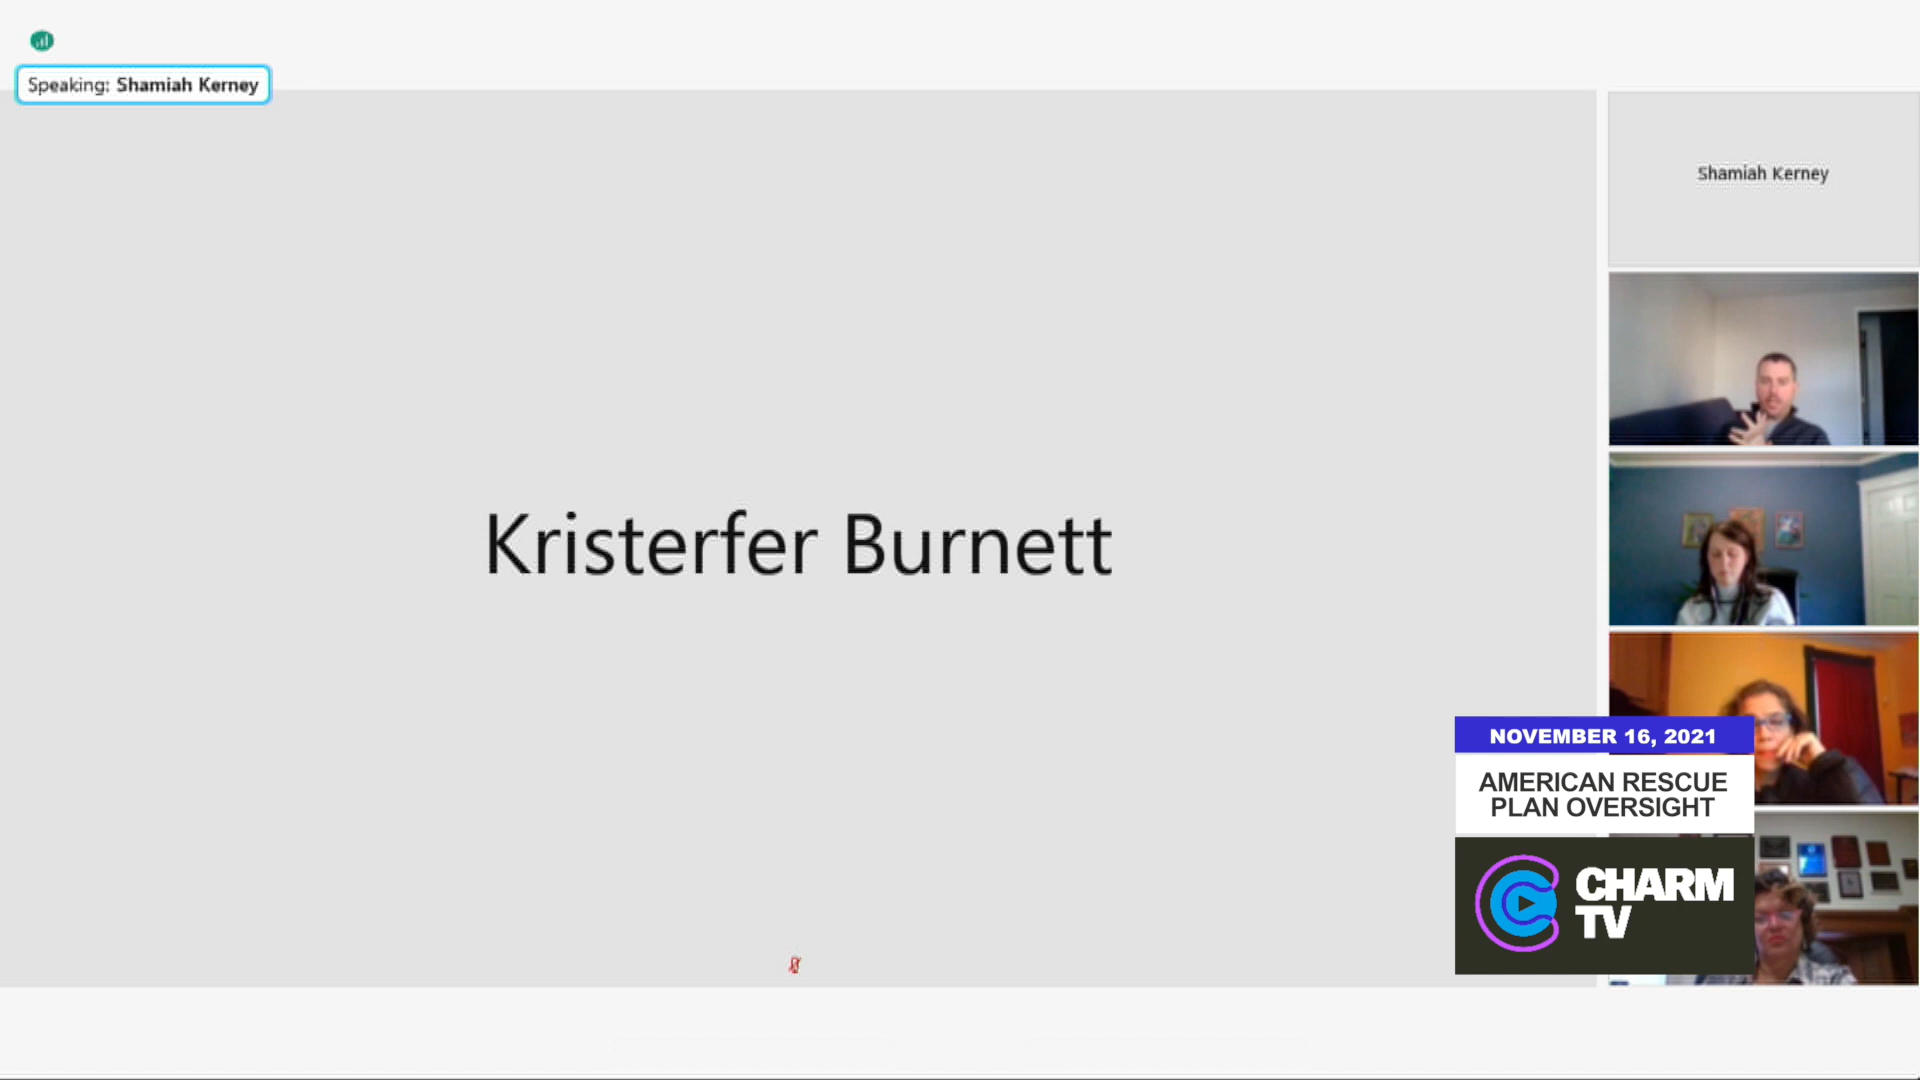 Speaking: Shamiah Kerney
Shamiah Kerney
Kristerfer Burnett
NOVEMBER 16, 2021
AMERICAN RESCUE
PLAN OVERSIGHT
CHARM
TV